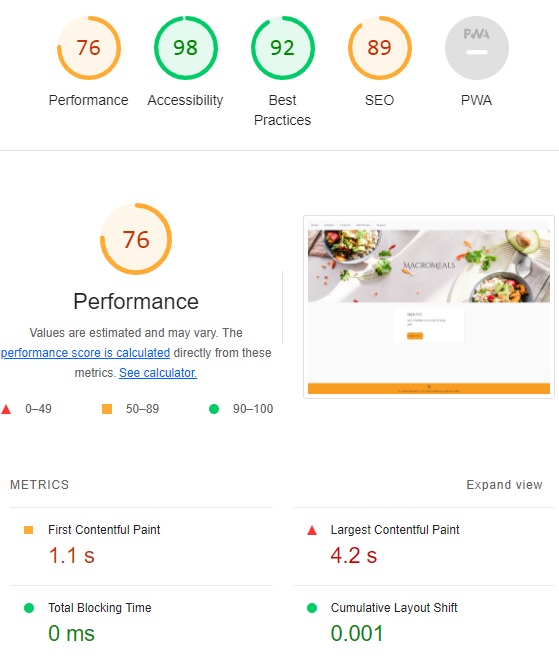 76
98
92
89
PWA
Performance
Accessibility
Best
Practices
SEO
PWA
76
Performance
Values are estimated and may vary. The
performance score is calculated directly from these
metrics. See calculator.
0–49
50–89
90–100
MACROMEALS
METRICS
Expand view
First Contentful Paint
1.1 s
Largest Contentful Paint
4.2 s
Total Blocking Time
0 ms
Cumulative Layout Shift
0.001